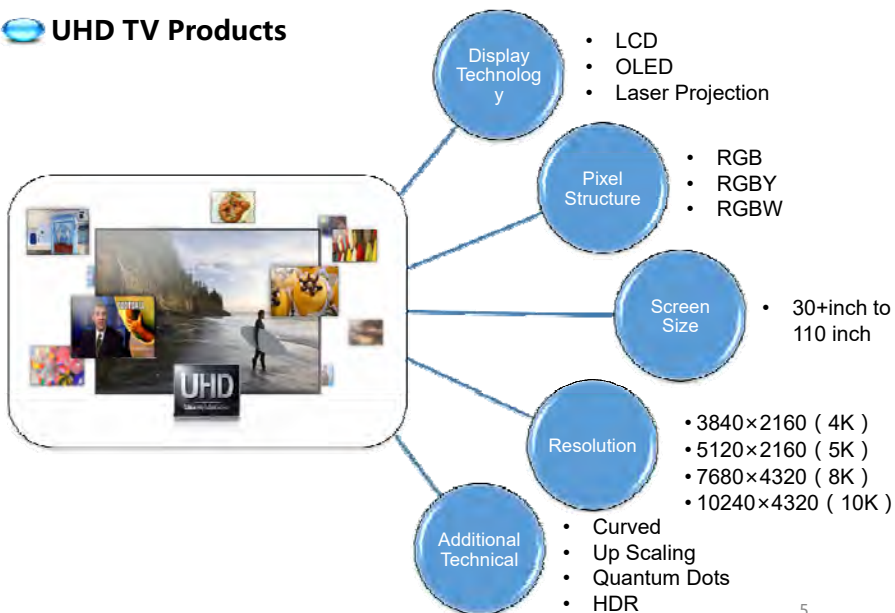 UHD TV Products
Display
Technolog
y
• LCD
• OLED
• Laser Projection
Pixel
Structure
• RGB
• RGBY
• RGBW
Screen
Size
• 30+inch to
110 inch
Resolution
• 3840×2160（4K）
• 5120×2160（5K）
• 7680×4320（8K）
• 10240×4320（10K）
Additional
Technical
• Curved
• Up Scaling
• Quantum Dots
• HDR
UHD
5